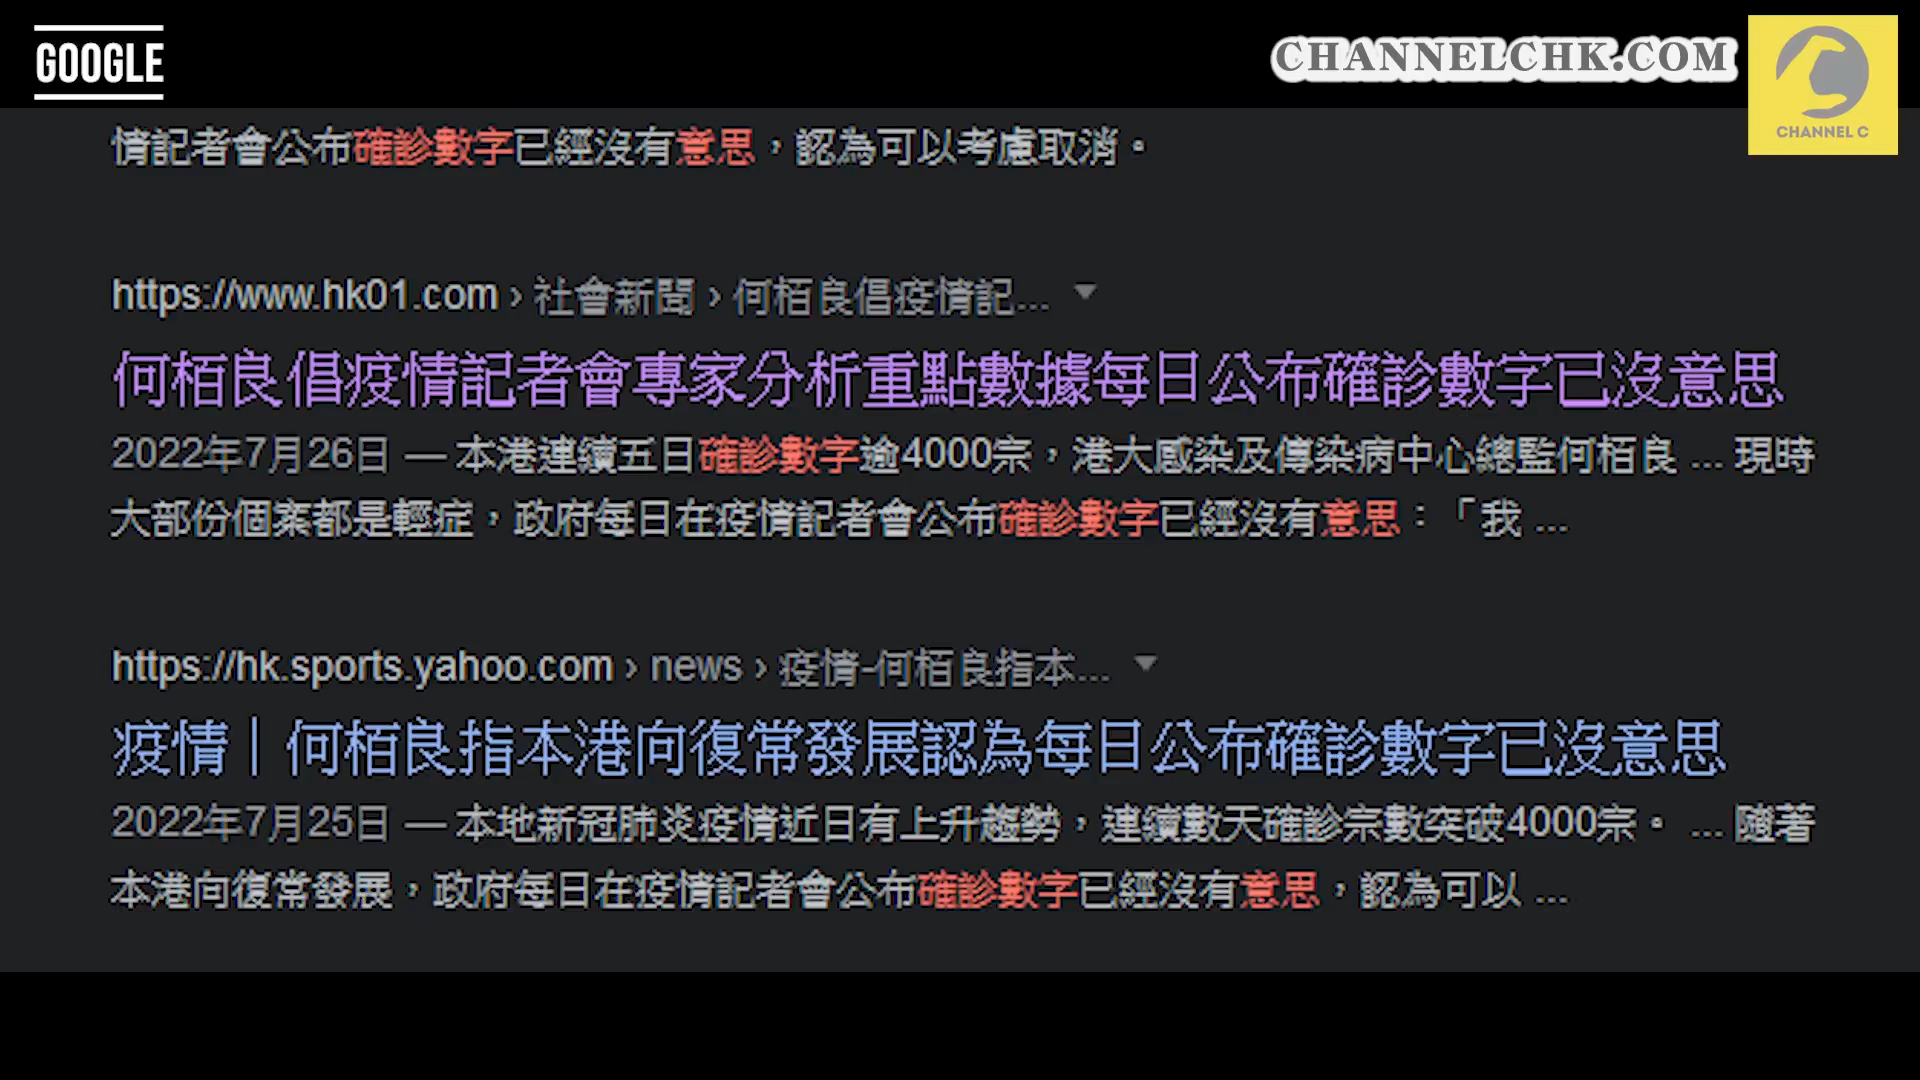 GOOGLE
CHANNELCHK.COM
CHANNEL C
情記者會公布確診數字已經沒有意思，認為可以考慮取消。
https://www.hk01.com › 社會新聞 › 何栢良倡疫情記...
何栢良倡疫情記者會專家分析重點數據每日公布確診數字已沒意思
2022年7月26日 — 本港連續五日確診數字逾4000宗，港大感染及傳染病中心總監何栢良 ... 現時
大部份個案都是輕症，政府每日在疫情記者會公布確診數字已經沒有意思：「我 ...
https://hk.sports.yahoo.com › news › 疫情-何栢良指本...
疫情｜何栢良指本港向復常發展認為每日公布確診數字已沒意思
2022年7月25日 — 本地新冠肺炎疫情近日有上升趨勢，連續數天確診宗數突破4000宗。 ... 隨著
本港向復常發展，政府每日在疫情記者會公布確診數字已經沒有意思，認為可以 ...